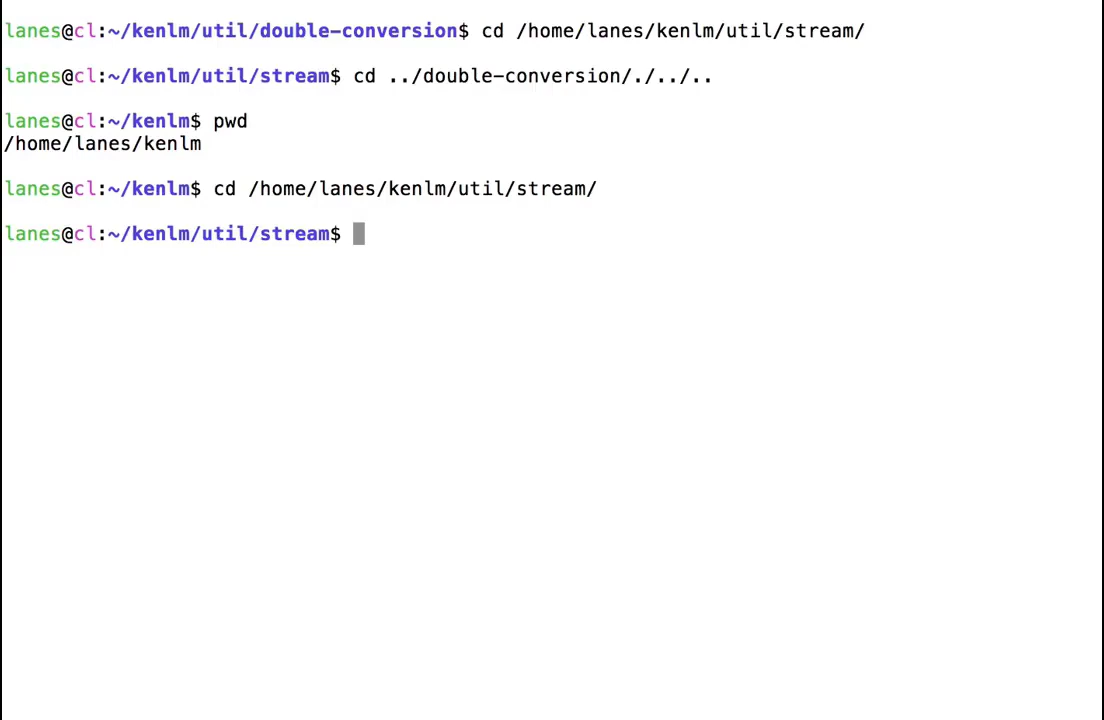 lanes@cl:~/kenlm/util/double-conversion$ cd /home/lanes/kenlm/util/stream/
lanes@cl:~/kenlm/util/stream$ cd ../double-conversion/./../..
lanes@cl:~/kenlm$ pwd
/home/lanes/kenlm
lanes@cl:~/kenlm$ cd /home/lanes/kenlm/util/stream/
lanes@cl:~/kenlm/util/stream$